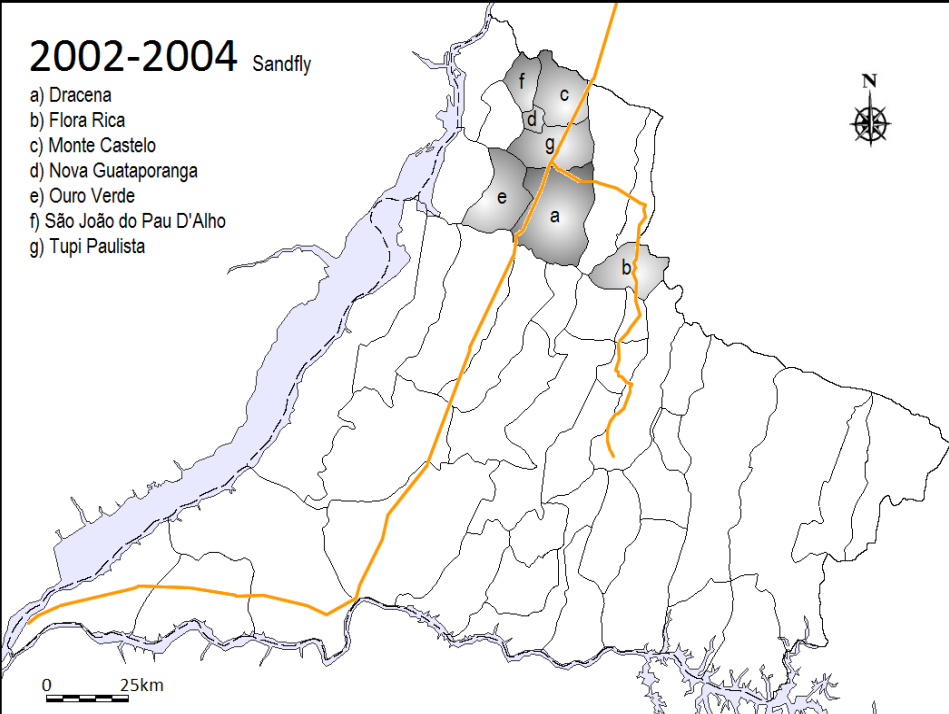 2002-2004 Sandfly
a) Dracena
b) Flora Rica
c) Monte Castelo
d) Nova Guataporanga
e) Ouro Verde
f) São João do Pau D'Alho
g) Tupi Paulista
N
f
c
d
g
e
a
b
0 25km